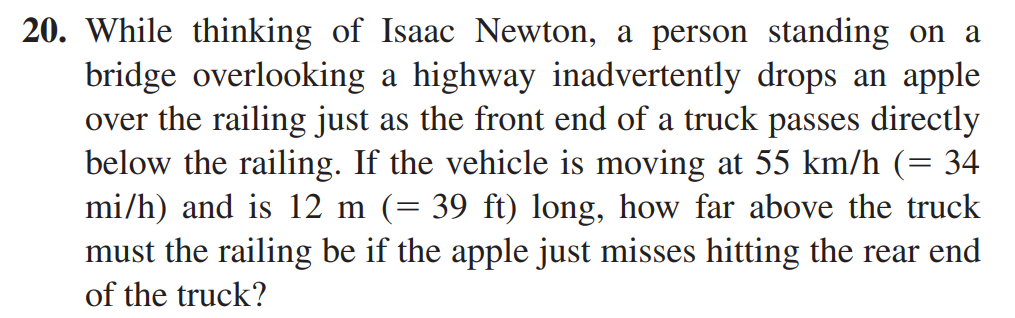 20. While thinking of Isaac Newton, a person standing on a
bridge overlooking a highway inadvertently drops an apple
over the railing just as the front end of a truck passes directly
below the railing. If the vehicle is moving at 55 km/h (= 34
mi/h) and is 12 m (= 39 ft) long, how far above the truck
must the railing be if the apple just misses hitting the rear end
of the truck?